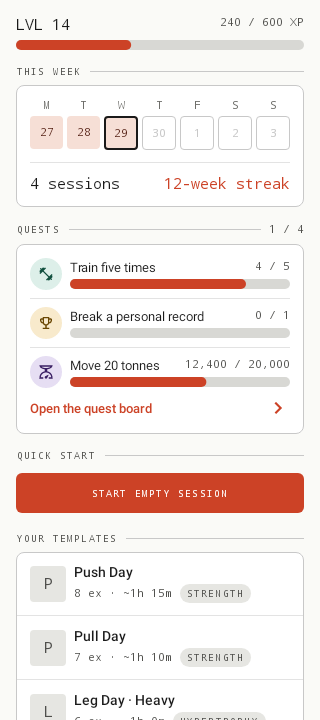 LVL 14 240 / 600 XP
THIS WEEK
M T W T F S S
27 28 29 30 1 2 3
4 sessions 12-week streak
QUESTS 1 / 4
Train five times 4 / 5
Break a personal record 0 / 1
Move 20 tonnes 12,400 / 20,000
Open the quest board
QUICK START
START EMPTY SESSION
YOUR TEMPLATES
P Push Day
8 ex · ~1h 15m STRENGTH
P Pull Day
7 ex · ~1h 10m STRENGTH
L Leg Day · Heavy